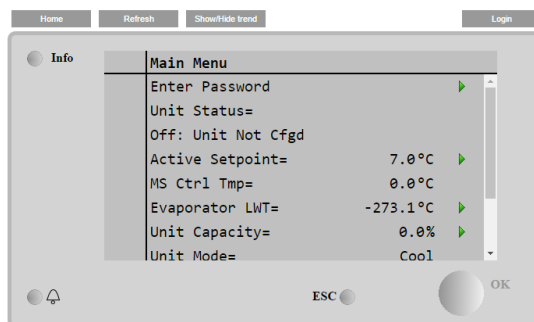 Home Refresh Show/Hide trend Login
Info
Main Menu
Enter Password
Unit Status=
Off: Unit Not Cfgd
Active Setpoint= 7.0°C
MS Ctrl Tmp= 0.0°C
Evaporator LWT= -273.1°C
Unit Capacity= 0.0%
Unit Mode= Cool
ESC OK